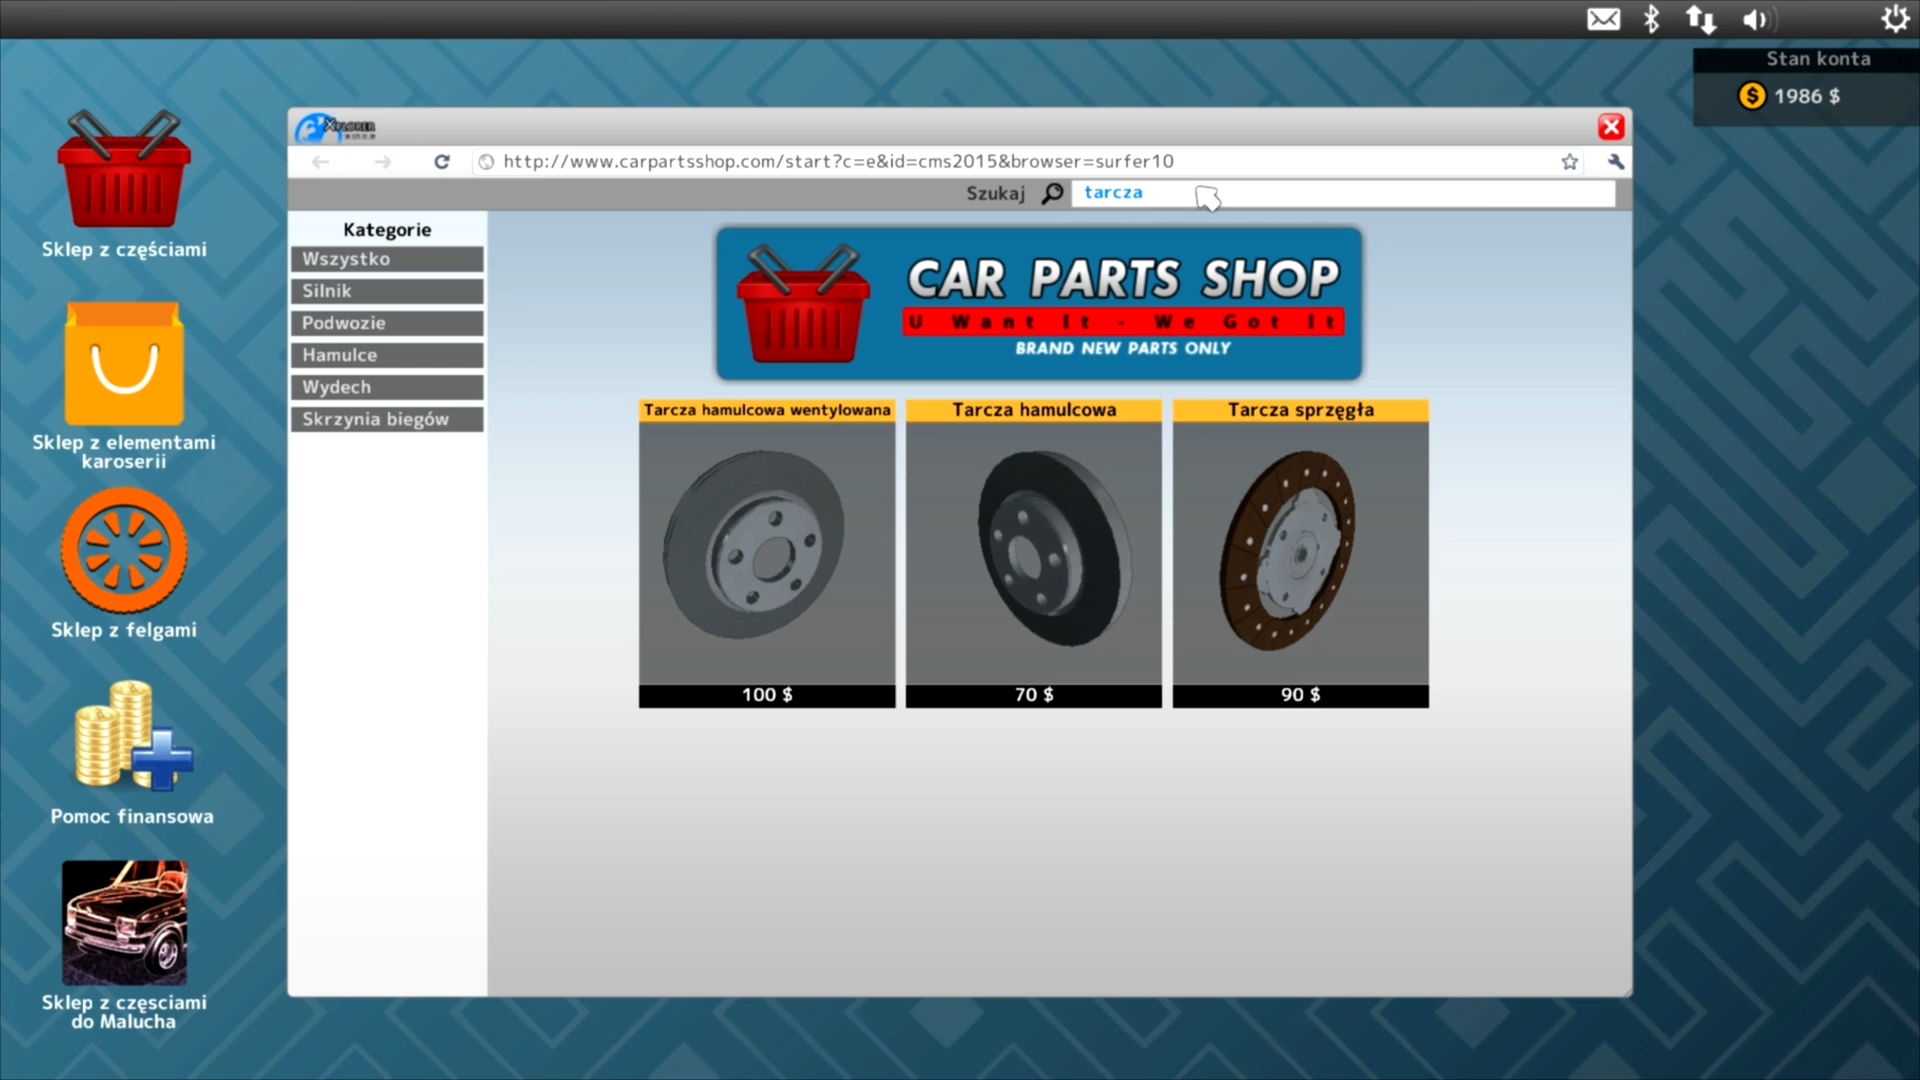 Stan konta
$ 1986 $
XPLORER
http://www.carpartsshop.com/start?c=e&id=cms2015&browser=surfer10
Szukaj tarcza
Kategorie
Wszystko
Silnik
Podwozie
Hamulce
Wydech
Skrzynia biegów
CAR PARTS SHOP
U Want It - We Got It
BRAND NEW PARTS ONLY
Tarcza hamulcowa wentylowana
100 $
Tarcza hamulcowa
70 $
Tarcza sprzęgła
90 $
Sklep z częściami
Sklep z elementami
karoserii
Sklep z felgami
Pomoc finansowa
Sklep z częsciami
do Malucha